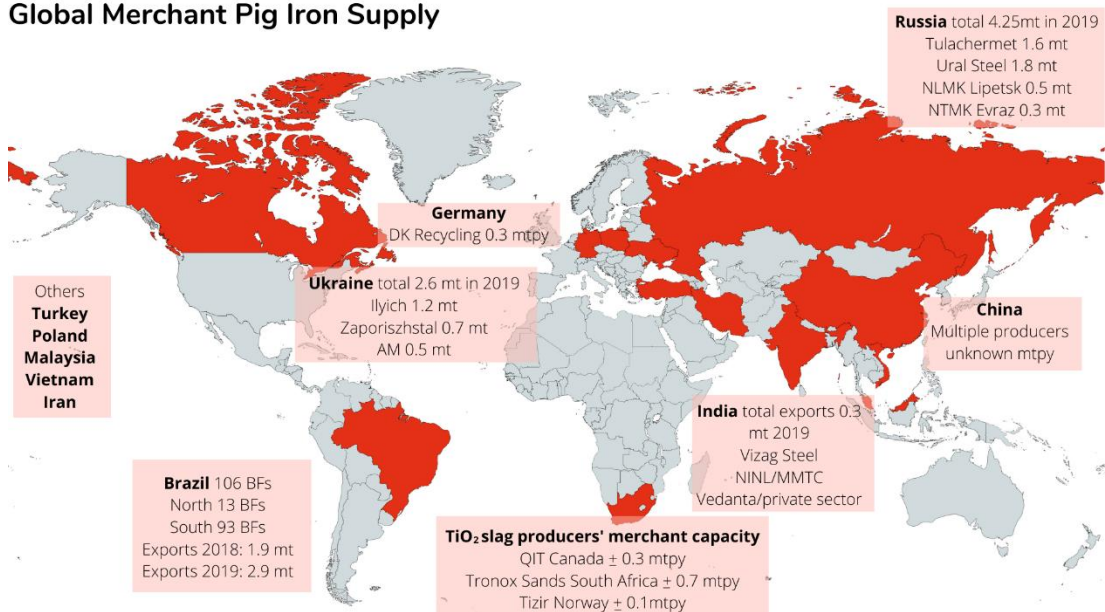 Global Merchant Pig Iron Supply
Russia total 4.25mt in 2019
Tulachermet 1.6 mt
Ural Steel 1.8 mt
NLMK Lipetsk 0.5 mt
NTMK Evraz 0.3 mt
Germany
DK Recycling 0.3 mtpy
Ukraine total 2.6 mt in 2019
Ilyich 1.2 mt
Zaporiszhstal 0.7 mt
AM 0.5 mt
Others
Turkey
Poland
Malaysia
Vietnam
Iran
China
Multiple producers
unknown mtpy
India total exports 0.3
mt 2019
Vizag Steel
NINL/MMTC
Vedanta/private sector
Brazil 106 BFs
North 13 BFs
South 93 BFs
Exports 2018: 1.9 mt
Exports 2019: 2.9 mt
TiO₂ slag producers' merchant capacity
QIT Canada ± 0.3 mtpy
Tronox Sands South Africa ± 0.7 mtpy
Tizir Norway ± 0.1mtpy